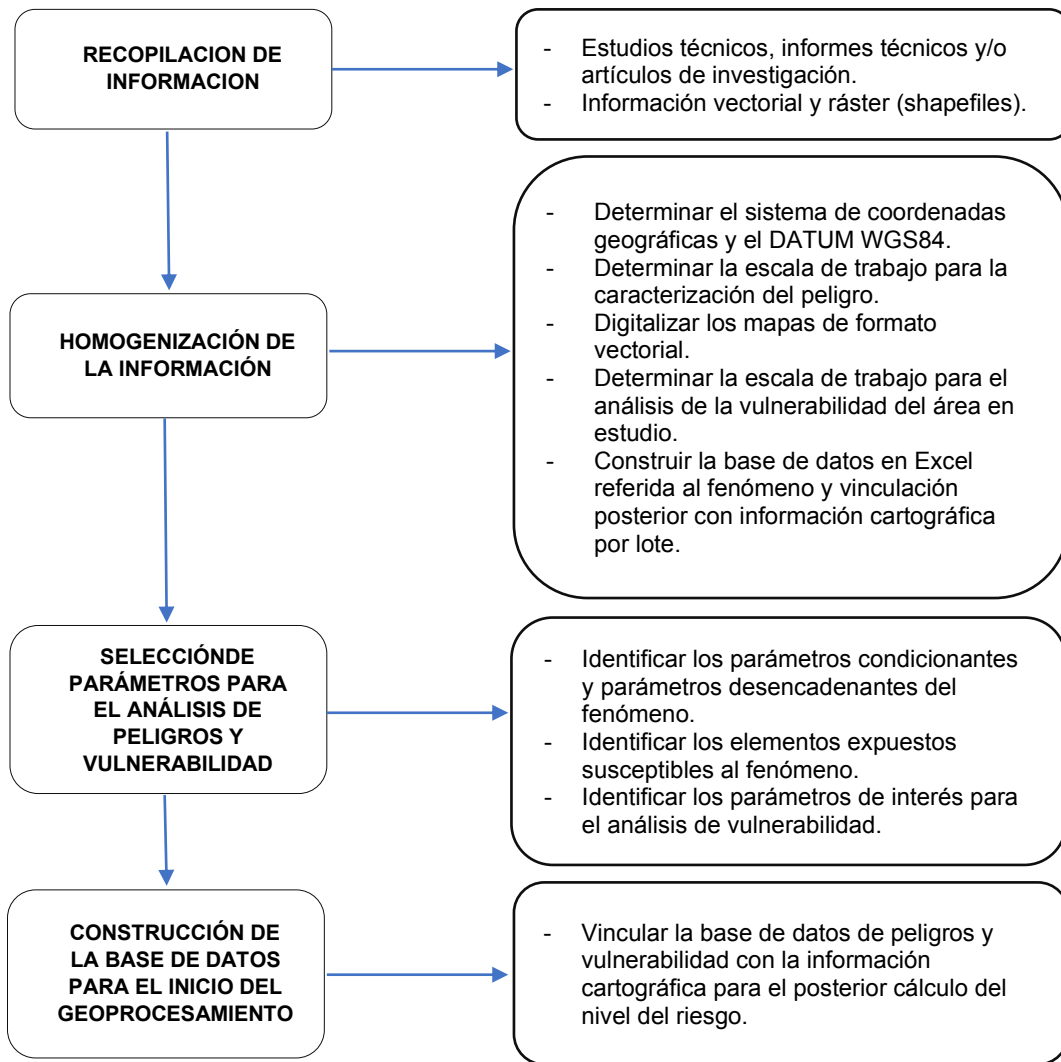 RECOPILACION DE
INFORMACION
- Estudios técnicos, informes técnicos y/o
artículos de investigación.
- Información vectorial y ráster (shapefiles).
HOMOGENIZACIÓN DE
LA INFORMACIÓN
- Determinar el sistema de coordenadas
geográficas y el DATUM WGS84.
- Determinar la escala de trabajo para la
caracterización del peligro.
- Digitalizar los mapas de formato
vectorial.
- Determinar la escala de trabajo para el
análisis de la vulnerabilidad del área en
estudio.
- Construir la base de datos en Excel
referida al fenómeno y vinculación
posterior con información cartográfica
por lote.
SELECCIÓNDE
PARÁMETROS PARA
EL ANÁLISIS DE
PELIGROS Y
VULNERABILIDAD
- Identificar los parámetros condicionantes
y parámetros desencadenantes del
fenómeno.
- Identificar los elementos expuestos
susceptibles al fenómeno.
- Identificar los parámetros de interés para
el análisis de vulnerabilidad.
CONSTRUCCIÓN DE
LA BASE DE DATOS
PARA EL INICIO DEL
GEOPROCESAMIENTO
- Vincular la base de datos de peligros y
vulnerabilidad con la información
cartográfica para el posterior cálculo del
nivel del riesgo.